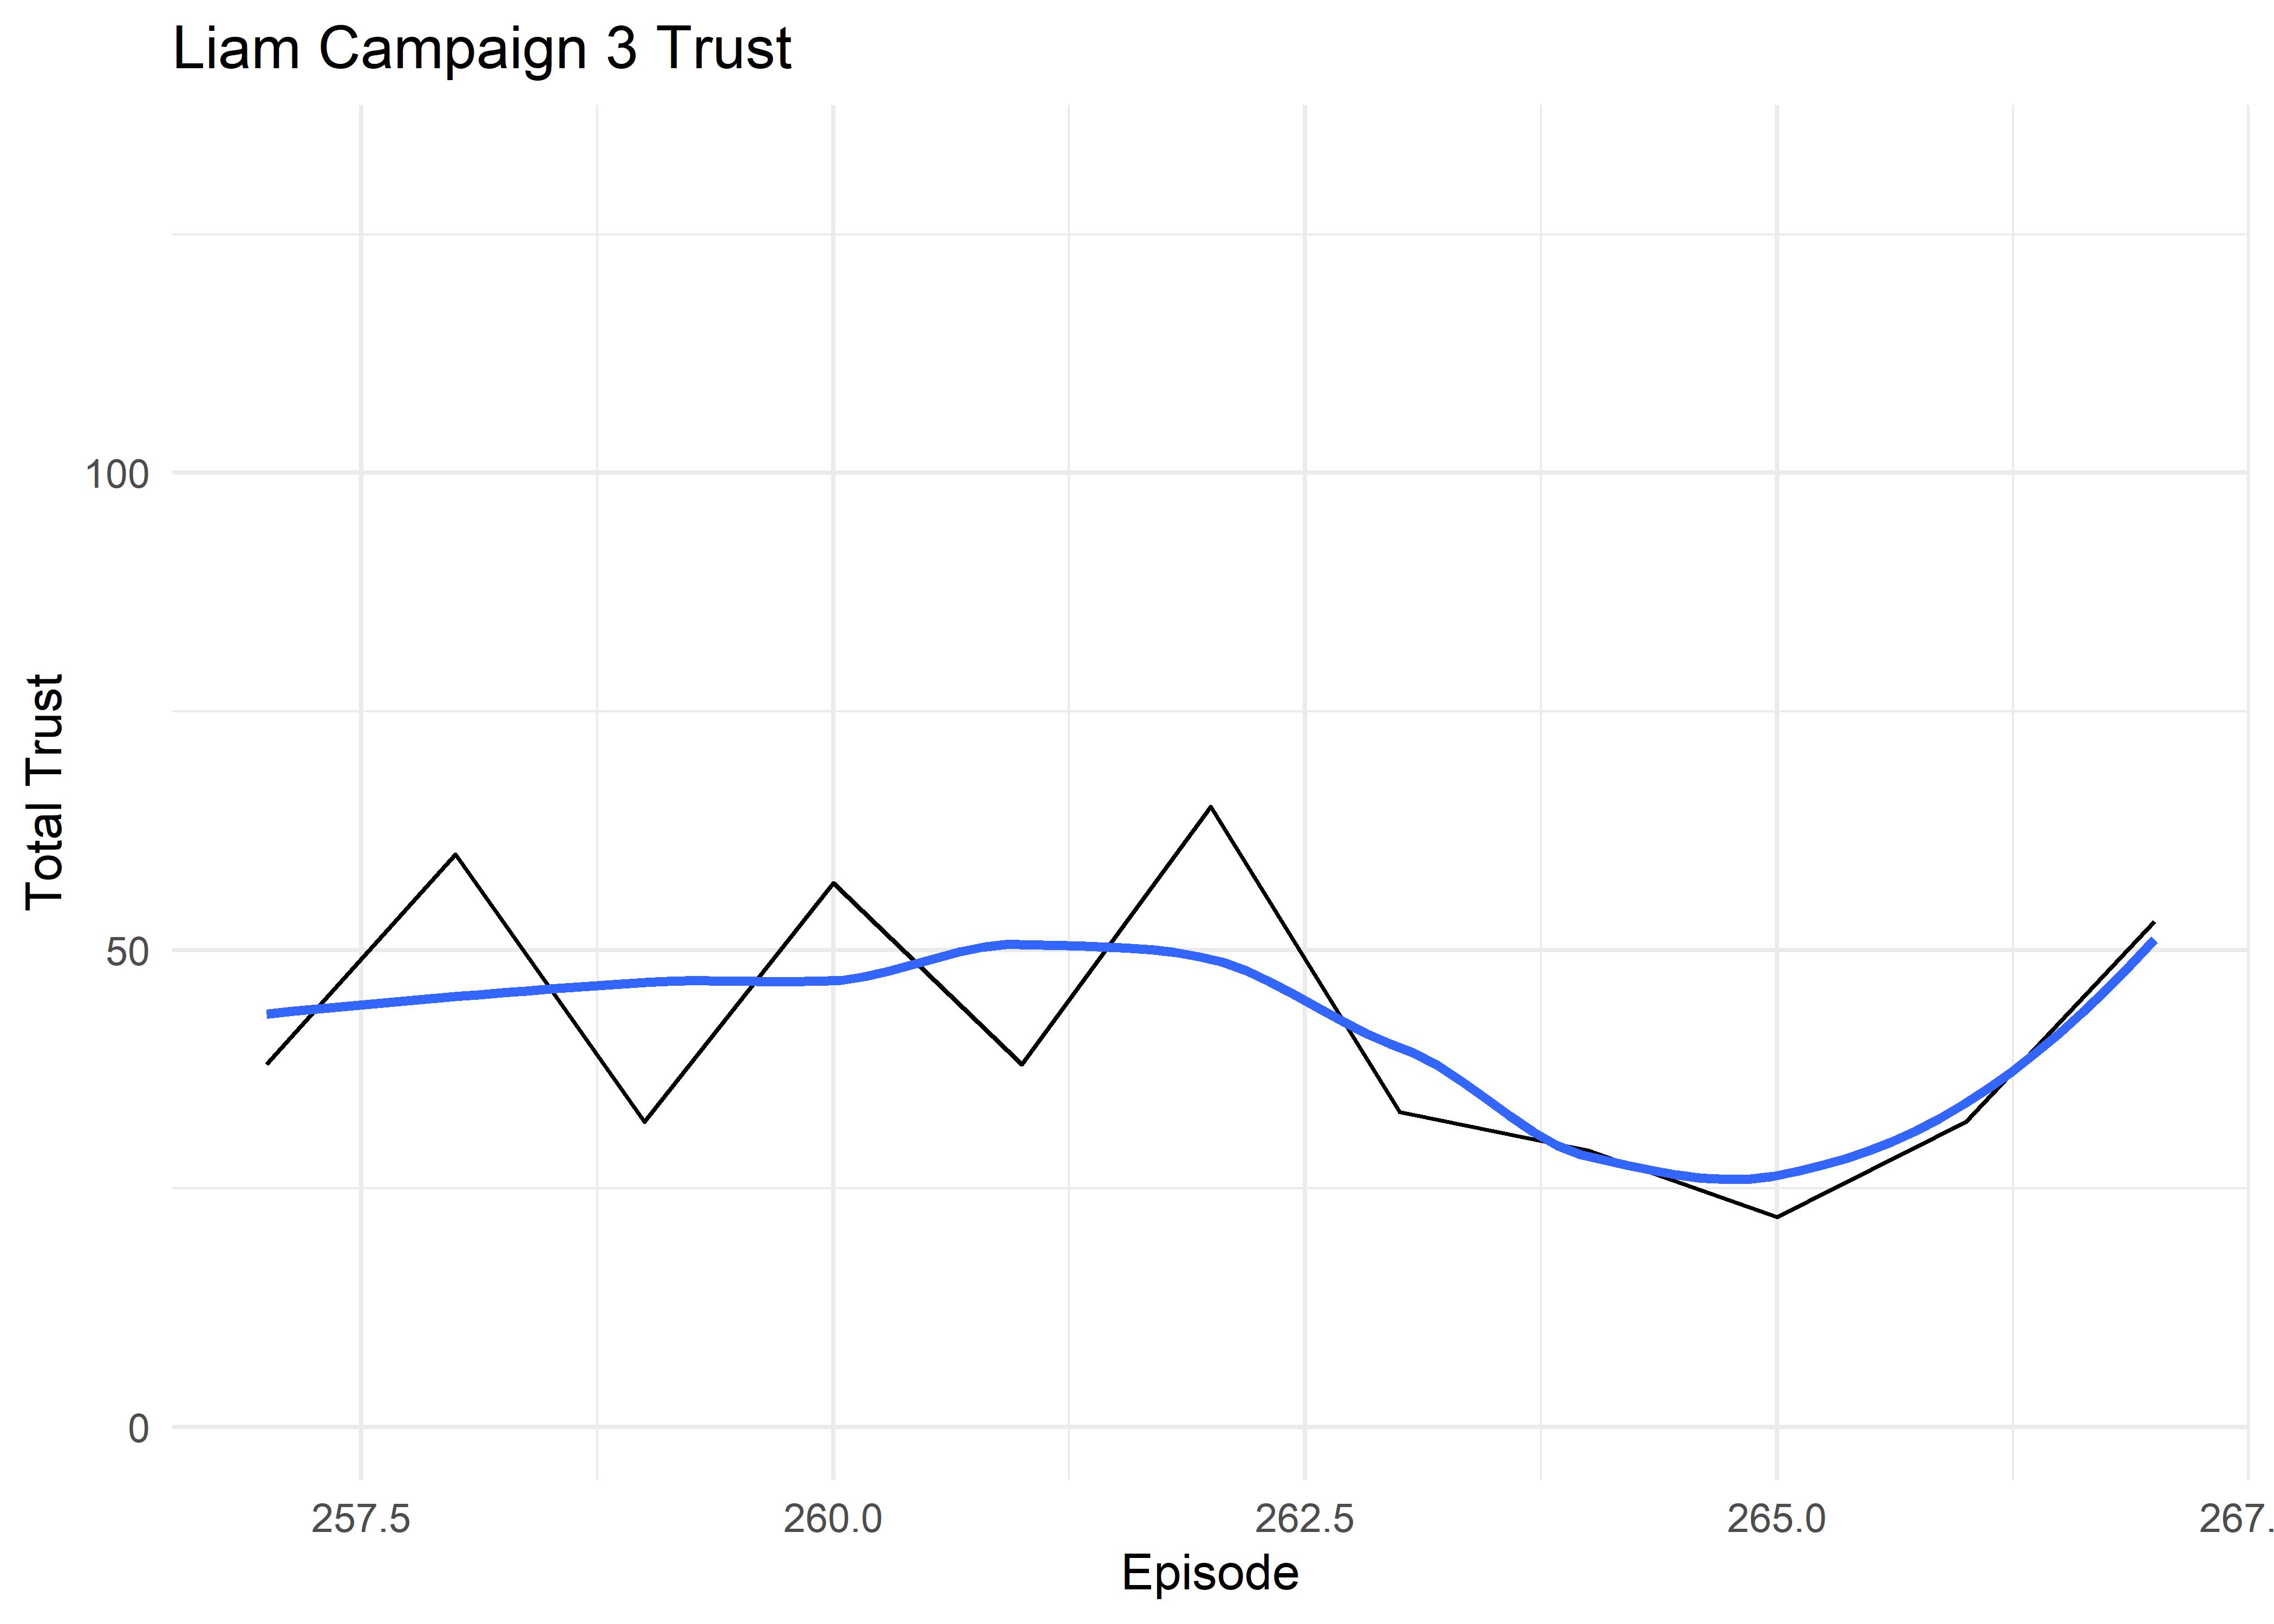 Liam Campaign 3 Trust
Total Trust
100
50
0
257.5 260.0 262.5 265.0 267.
Episode